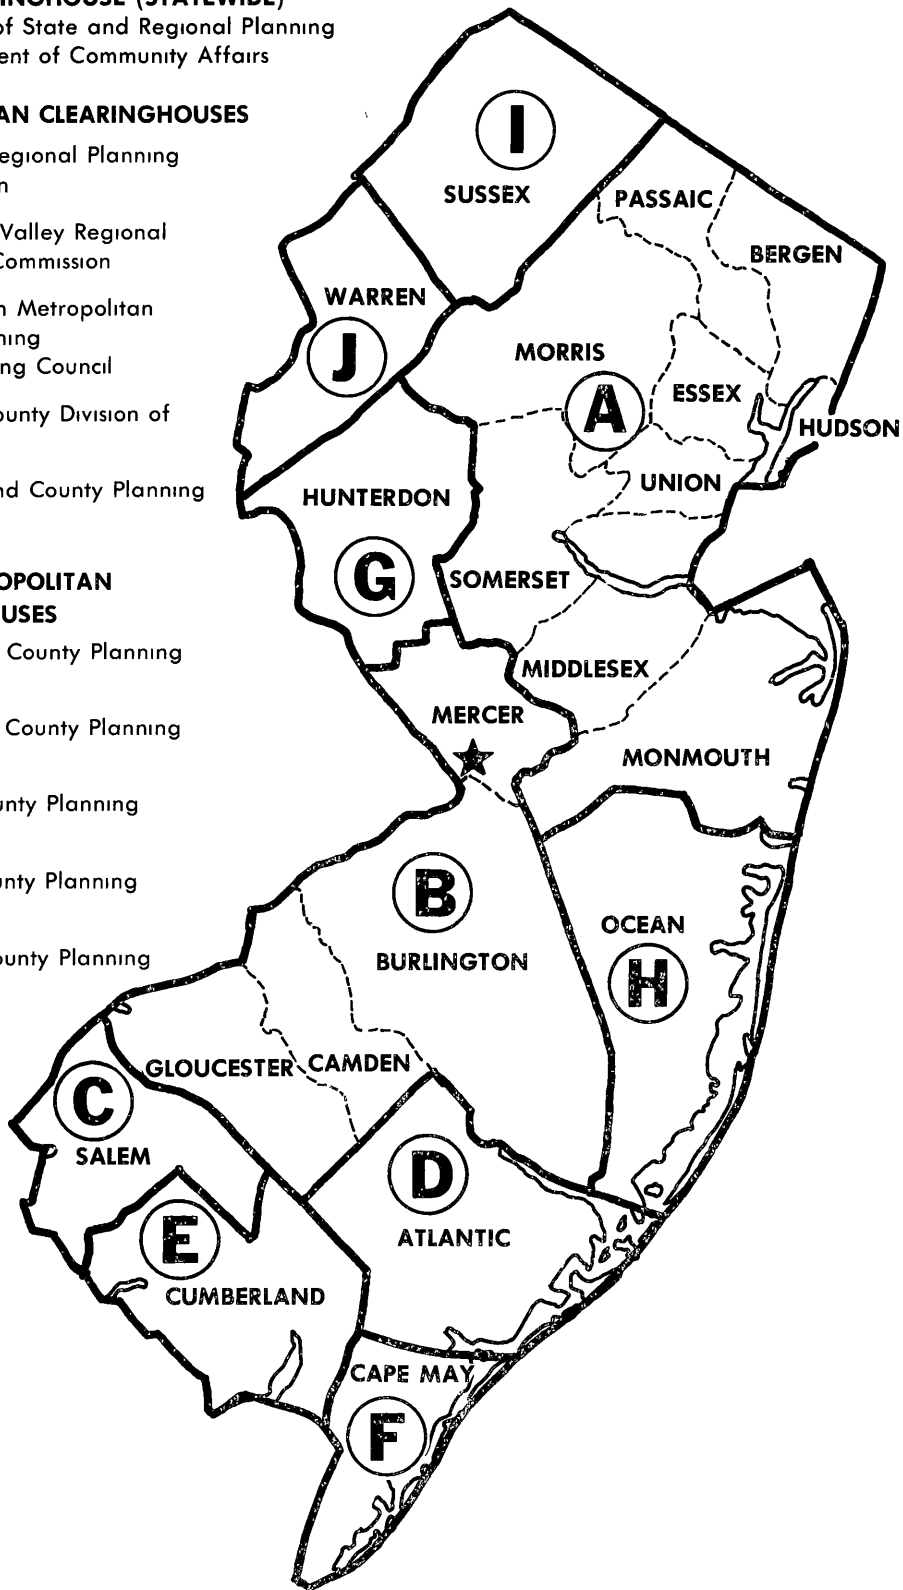 INGHOUSE (STATEWIDE)
of State and Regional Planning
ent of Community Affairs
AN CLEARINGHOUSES
egional Planning
n
Valley Regional
Commission
n Metropolitan
ning
ng Council
ounty Division of
nd County Planning
OPOLITAN
USES
County Planning
County Planning
unty Planning
unty Planning
ounty Planning
I
SUSSEX
PASSAIC
BERGEN
WARREN
J
MORRIS
A
ESSEX
HUDSON
UNION
HUNTERDON
G
SOMERSET
MIDDLESEX
MERCER
MONMOUTH
B
BURLINGTON
OCEAN
H
GLOUCESTER
CAMDEN
C
SALEM
D
ATLANTIC
E
CUMBERLAND
CAPE MAY
F